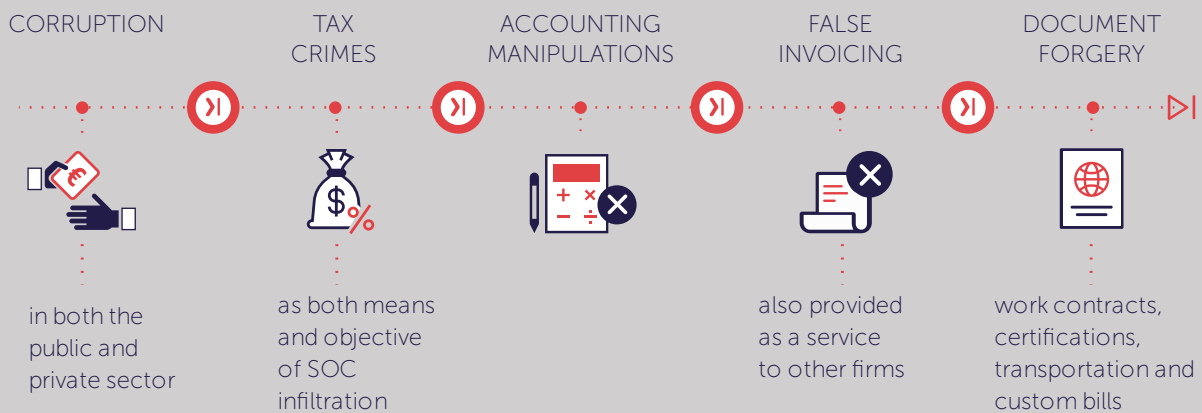 CORRUPTION
TAX
CRIMES
ACCOUNTING
MANIPULATIONS
FALSE
INVOICING
DOCUMENT
FORGERY
€
$
%
+ ×
− ÷
in both the
public and
private sector
as both means
and objective
of SOC
infiltration
also provided
as a service
to other firms
work contracts,
certifications,
transportation and
custom bills